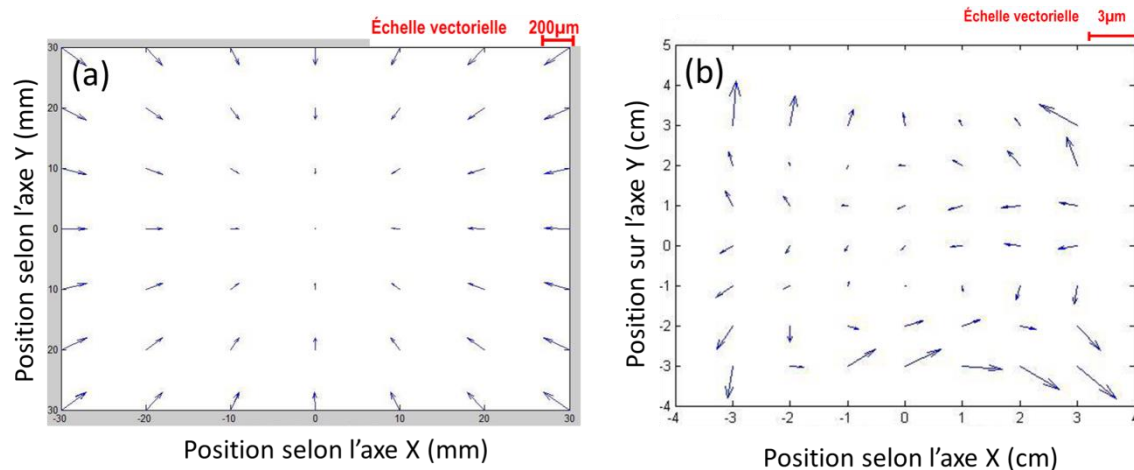 Échelle vectorielle 200µm
(a)
Position selon l'axe Y (mm)
30
20
10
0
10
20
30
-30 -20 -10 0 10 20 30
Position selon l'axe X (mm)
Échelle vectorielle 3µm
(b)
Position sur l'axe Y (cm)
5
4
3
2
1
0
-1
-2
-3
-4
-4 -3 -2 -1 0 1 2 3 4
Position selon l'axe X (cm)